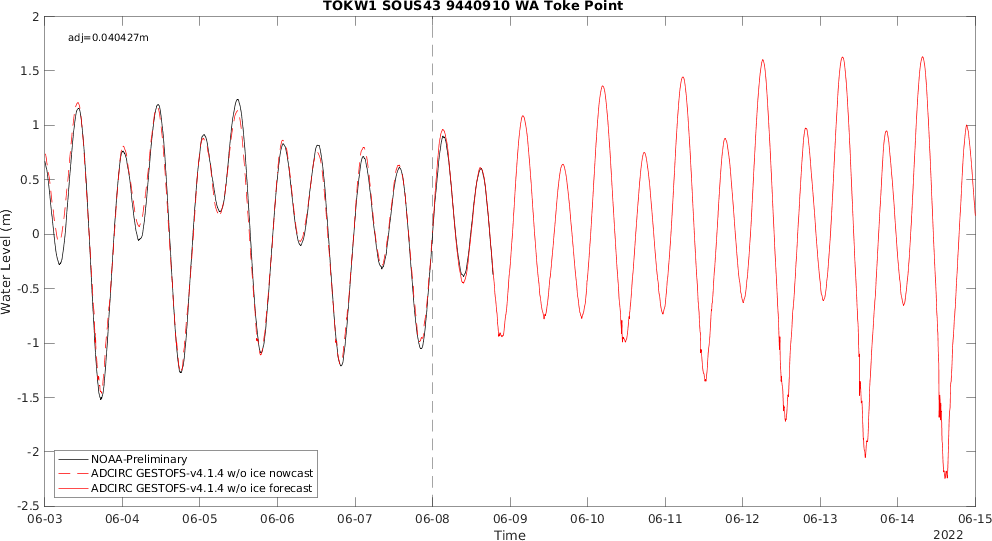 TOKW1 SOUS43 9440910 WA Toke Point
adj=0.040427m
Water Level (m)
2
1.5
1
0.5
0
-0.5
-1
-1.5
-2
-2.5
NOAA-Preliminary
ADCIRC GESTOFS-v4.1.4 w/o ice nowcast
ADCIRC GESTOFS-v4.1.4 w/o ice forecast
06-03 06-04 06-05 06-06 06-07 06-08 06-09 06-10 06-11 06-12 06-13 06-14 06-15
Time
2022